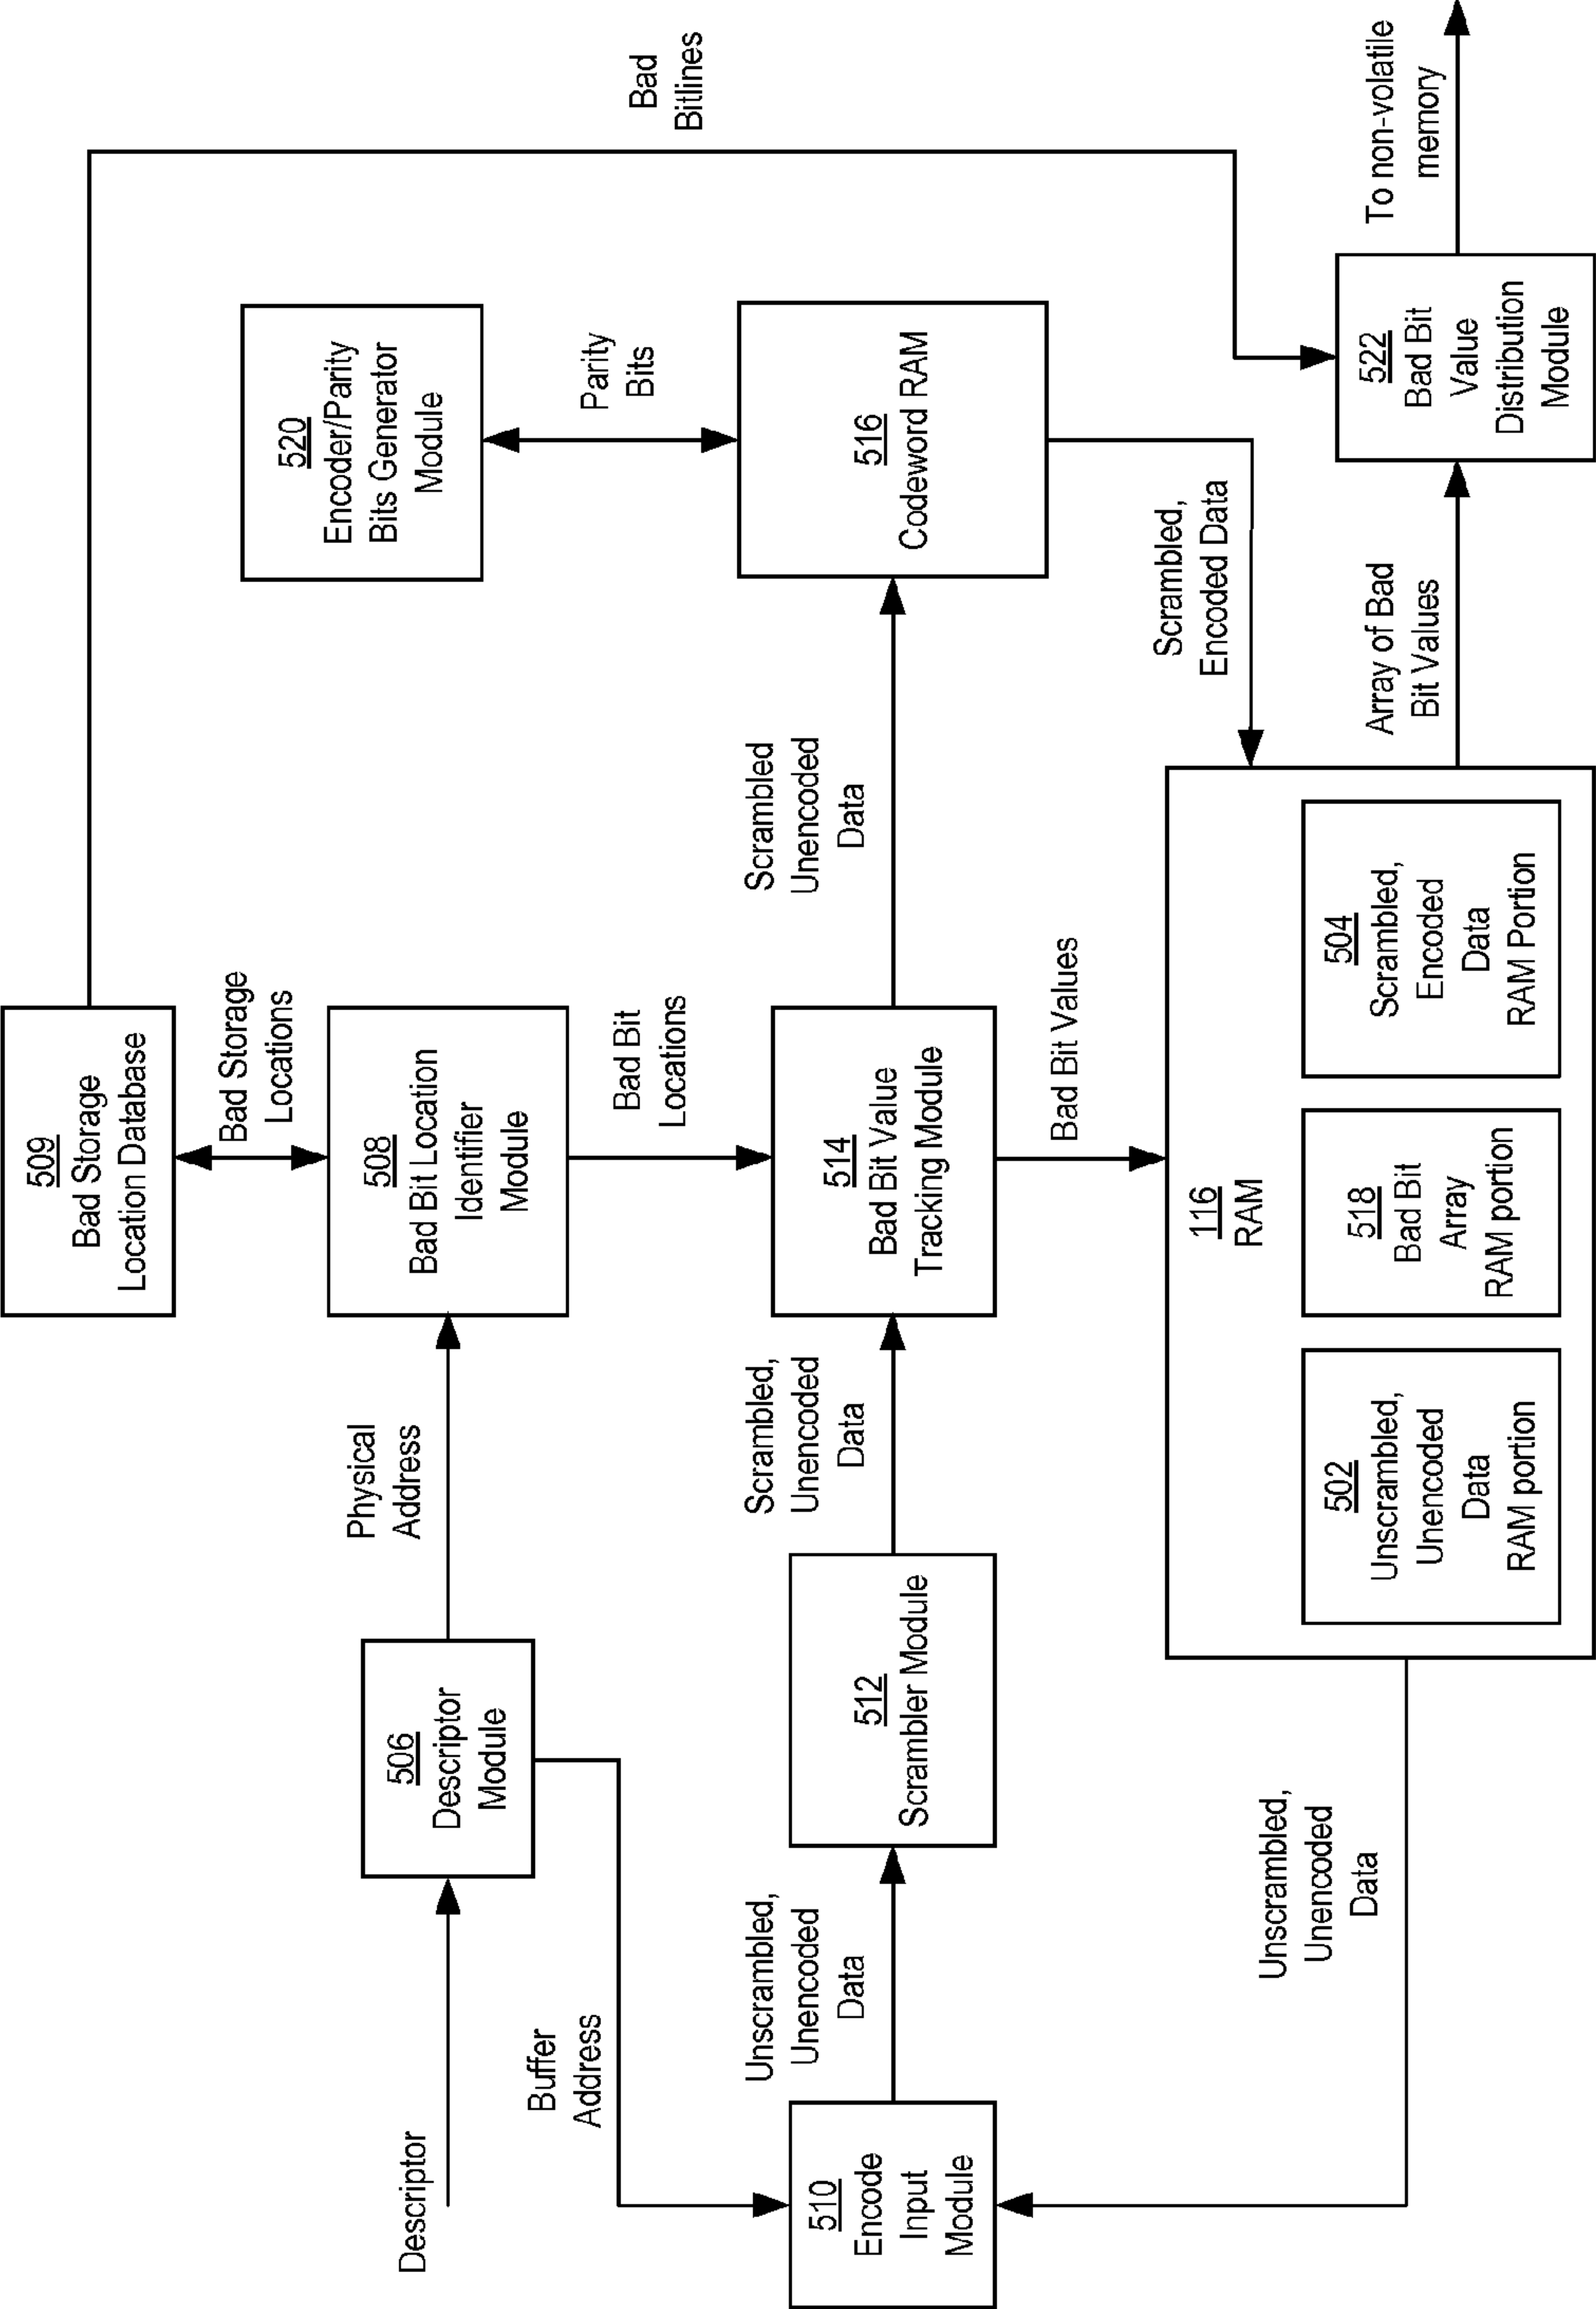 509
Bad Storage
Location Database
Bad Storage
Locations
Bad
Bitlines
Descriptor
506
Descriptor
Module
Physical
Address
508
Bad Bit Location
Identifier
Module
520
Encoder/Parity
Bits Generator
Module
Buffer
Address
Bad Bit
Locations
Parity
Bits
510
Encode
Input
Module
Unscrambled,
Unencoded
Data
512
Scrambler Module
Scrambled,
Unencoded
Data
514
Bad Bit Value
Tracking Module
Scrambled
Unencoded
Data
516
Codeword RAM
Bad Bit Values
Scrambled,
Encoded Data
Unscrambled,
Unencoded
Data
116
RAM
502
Unscrambled,
Unencoded
Data
RAM portion
518
Bad Bit
Array
RAM portion
504
Scrambled,
Encoded
Data
RAM Portion
Array of Bad
Bit Values
522
Bad Bit
Value
Distribution
Module
To non-volatile
memory